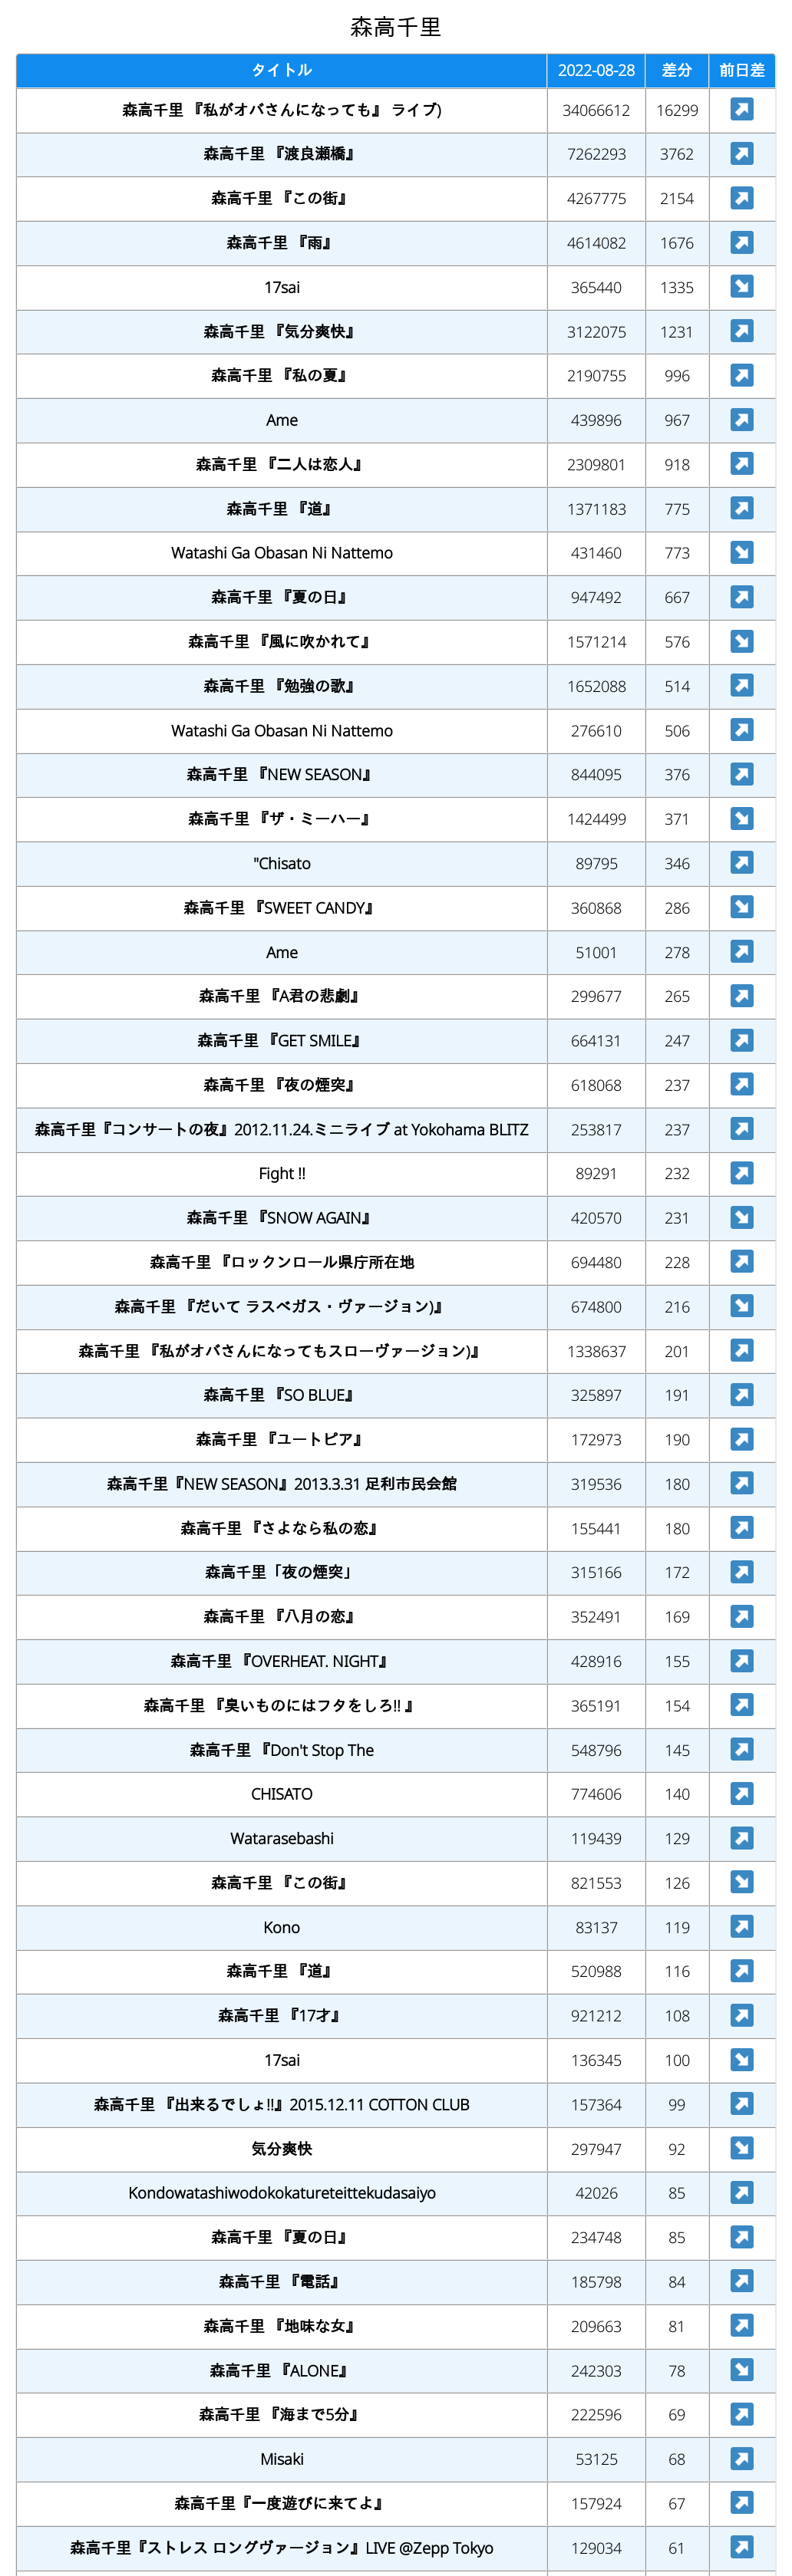 森高千里
タイトル 2022-08-28 差分 前日差
森高千里 『私がオバさんになっても』 ライブ) 34066612 16299
森高千里 『渡良瀬橋』 7262293 3762
森高千里 『この街』 4267775 2154
森高千里 『雨』 4614082 1676
17sai 365440 1335
森高千里 『気分爽快』 3122075 1231
森高千里 『私の夏』 2190755 996
Ame 439896 967
森高千里 『二人は恋人』 2309801 918
森高千里 『道』 1371183 775
Watashi Ga Obasan Ni Nattemo 431460 773
森高千里 『夏の日』 947492 667
森高千里 『風に吹かれて』 1571214 576
森高千里 『勉強の歌』 1652088 514
Watashi Ga Obasan Ni Nattemo 276610 506
森高千里 『NEW SEASON』 844095 376
森高千里 『ザ・ミーハー』 1424499 371
"Chisato 89795 346
森高千里 『SWEET CANDY』 360868 286
Ame 51001 278
森高千里 『A君の悲劇』 299677 265
森高千里 『GET SMILE』 664131 247
森高千里 『夜の煙突』 618068 237
森高千里『コンサートの夜』2012.11.24.ミニライブ at Yokohama BLITZ 253817 237
Fight !! 89291 232
森高千里 『SNOW AGAIN』 420570 231
森高千里 『ロックンロール県庁所在地 694480 228
森高千里 『だいて ラスベガス・ヴァージョン)』 674800 216
森高千里 『私がオバさんになってもスローヴァージョン)』 1338637 201
森高千里 『SO BLUE』 325897 191
森高千里 『ユートピア』 172973 190
森高千里『NEW SEASON』2013.3.31 足利市民会館 319536 180
森高千里 『さよなら私の恋』 155441 180
森高千里「夜の煙突」 315166 172
森高千里 『八月の恋』 352491 169
森高千里 『OVERHEAT. NIGHT』 428916 155
森高千里 『臭いものにはフタをしろ!! 』 365191 154
森高千里 『Don't Stop The 548796 145
CHISATO 774606 140
Watarasebashi 119439 129
森高千里 『この街』 821553 126
Kono 83137 119
森高千里 『道』 520988 116
森高千里 『17才』 921212 108
17sai 136345 100
森高千里 『出来るでしょ!!』2015.12.11 COTTON CLUB 157364 99
気分爽快 297947 92
Kondowatashiwodokokatureteittekudasaiyo 42026 85
森高千里 『夏の日』 234748 85
森高千里 『電話』 185798 84
森高千里 『地味な女』 209663 81
森高千里 『ALONE』 242303 78
森高千里 『海まで5分』 222596 69
Misaki 53125 68
森高千里『一度遊びに来てよ』 157924 67
森高千里『ストレス ロングヴァージョン』LIVE @Zepp Tokyo 129034 61